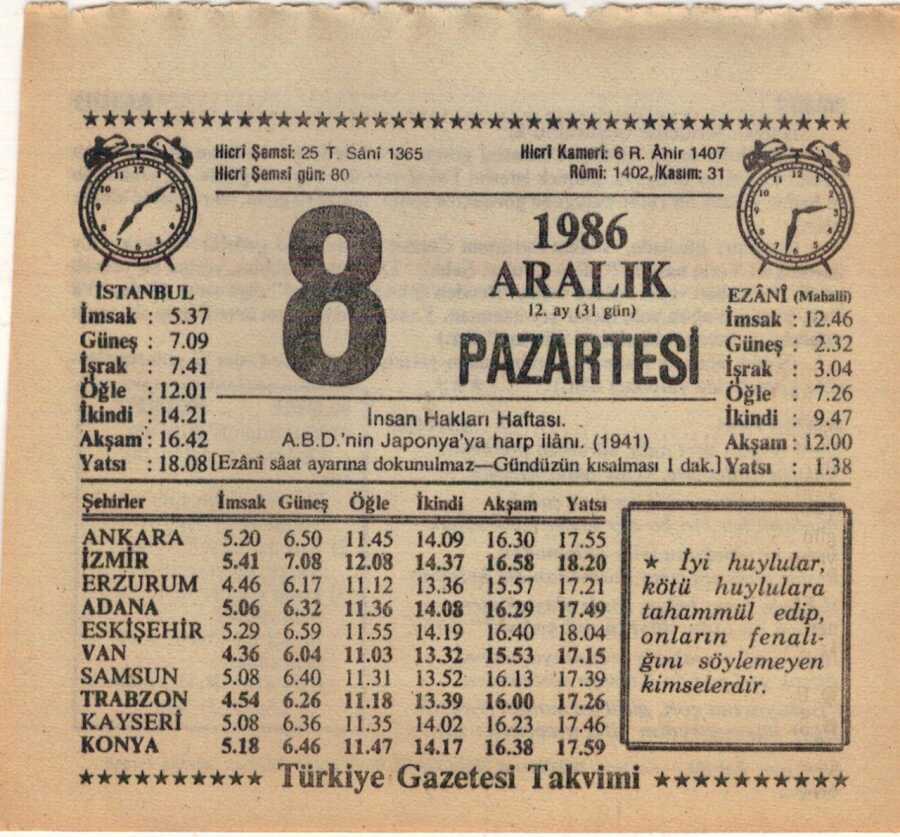 Hicrî Şemsî: 25 T. Sânî 1365
Hicrî Şemsî gün: 80
Hicrî Kamerî: 6 R. Âhir 1407
Rûmî: 1402, /Kasım: 31
8
1986
ARALIK
12. ay (31 gün)
PAZARTESİ
İSTANBUL
İmsak : 5.37
Güneş : 7.09
İşrak : 7.41
Öğle : 12.01
İkindi : 14.21
Akşam : 16.42
Yatsı : 18.08
EZÂNÎ (Mahallî)
İmsak : 12.46
Güneş : 2.32
İşrak : 3.04
Öğle : 7.26
İkindi : 9.47
Akşam : 12.00
Yatsı : 1.38
İnsan Hakları Haftası.
A.B.D.'nin Japonya'ya harp ilânı. (1941)
[Ezânî sâat ayarına dokunulmaz—Gündüzün kısalması 1 dak.]
Şehirler İmsak Güneş Öğle İkindi Akşam Yatsı
ANKARA 5.20 6.50 11.45 14.09 16.30 17.55
İZMİR 5.41 7.08 12.08 14.37 16.58 18.20
ERZURUM 4.46 6.17 11.12 13.36 15.57 17.21
ADANA 5.06 6.32 11.36 14.08 16.29 17.49
ESKİŞEHİR 5.29 6.59 11.55 14.19 16.40 18.04
VAN 4.36 6.04 11.03 13.32 15.53 17.15
SAMSUN 5.08 6.40 11.31 13.52 16.13 17.39
TRABZON 4.54 6.26 11.18 13.39 16.00 17.26
KAYSERİ 5.08 6.36 11.35 14.02 16.23 17.46
KONYA 5.18 6.46 11.47 14.17 16.38 17.59
★ İyi huylular,
kötü huylulara
tahammül edip,
onların fenalı-
ğını söylemeyen
kimselerdir.
Türkiye Gazetesi Takvimi